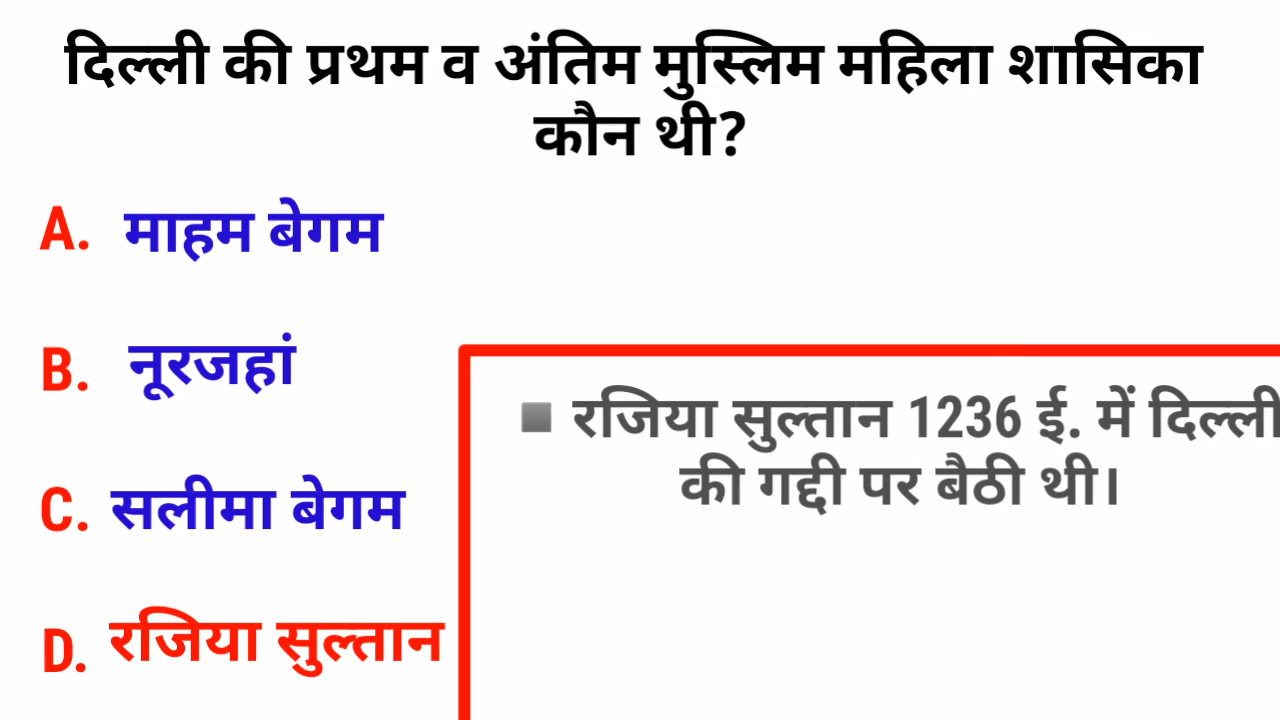 दिल्ली की प्रथम व अंतिम मुस्लिम महिला शासिका
कौन थी?
A. माहम बेगम
B. नूरजहां
C. सलीमा बेगम
D. रजिया सुल्तान
■ रजिया सुल्तान 1236 ई. में दिल्ली
की गद्दी पर बैठी थी।